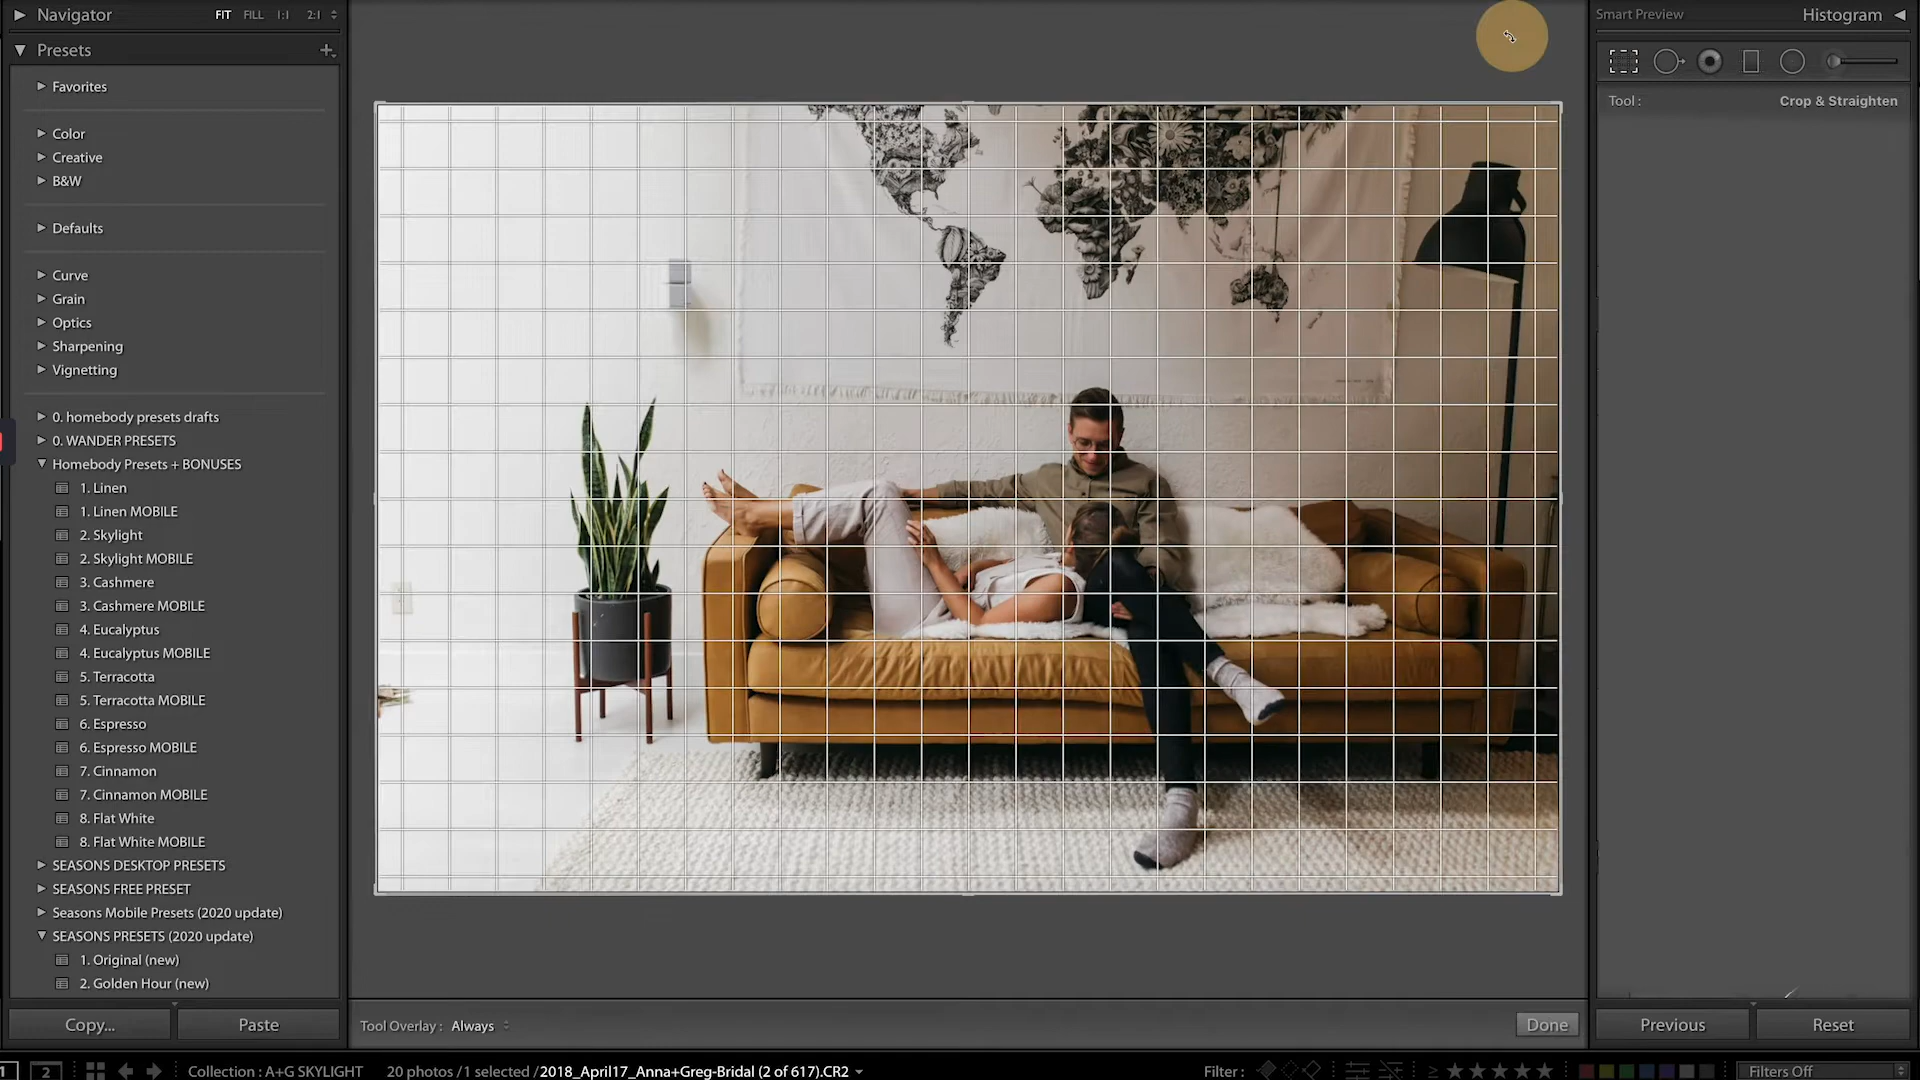 Navigator FIT FILL 1:1 2:1
Presets
Favorites
Color
Creative
B&W
Defaults
Curve
Grain
Optics
Sharpening
Vignetting
0. homebody presets drafts
0. WANDER PRESETS
Homebody Presets + BONUSES
1. Linen
1. Linen MOBILE
2. Skylight
2. Skylight MOBILE
3. Cashmere
3. Cashmere MOBILE
4. Eucalyptus
4. Eucalyptus MOBILE
5. Terracotta
5. Terracotta MOBILE
6. Espresso
6. Espresso MOBILE
7. Cinnamon
7. Cinnamon MOBILE
8. Flat White
8. Flat White MOBILE
SEASONS DESKTOP PRESETS
SEASONS FREE PRESET
Seasons Mobile Presets (2020 update)
SEASONS PRESETS (2020 update)
1. Original (new)
2. Golden Hour (new)
Copy... Paste
Tool Overlay : Always
Done
Smart Preview Histogram
Tool : Crop & Straighten
Previous Reset
1 2 Collection : A+G SKYLIGHT 20 photos /1 selected /2018_April17_Anna+Greg-Bridal (2 of 617).CR2 Filter : ≥ Filters Off